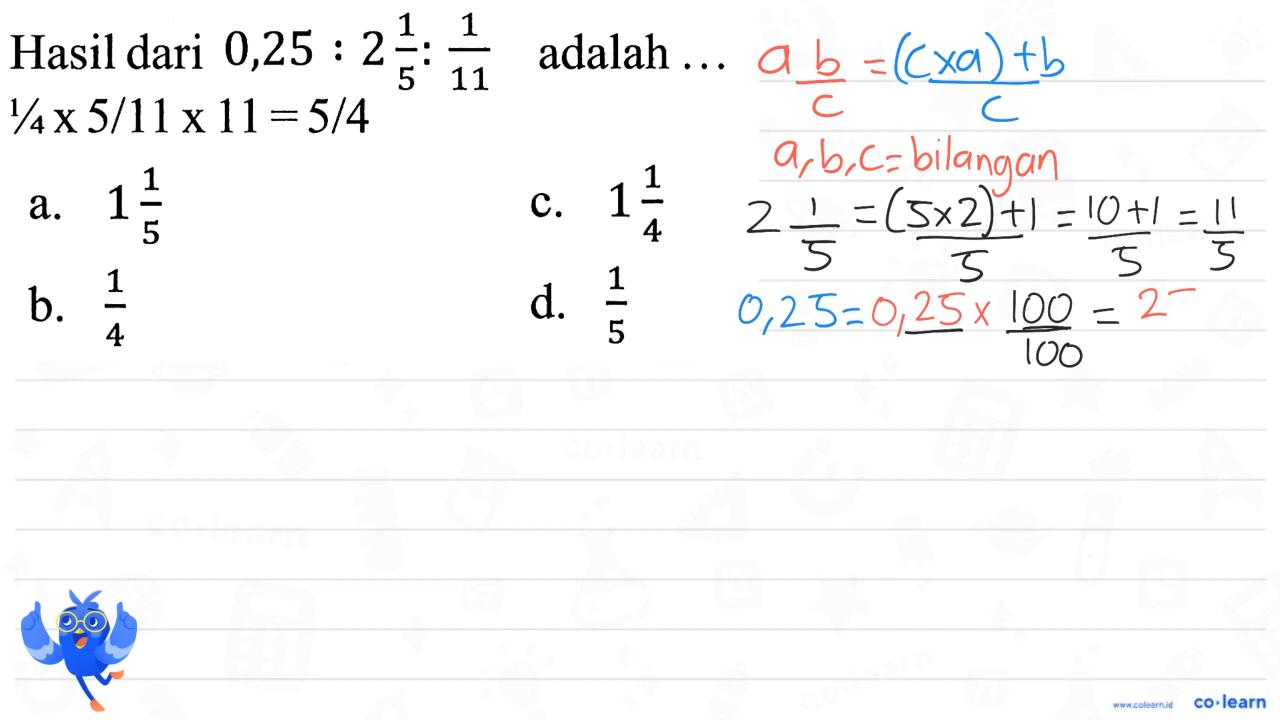 Hasil dari 0,25 : 2 1/5 : 1/11 adalah ...
¼ x 5/11 x 11 = 5/4
a. 1 1/5
c. 1 1/4
b. 1/4
d. 1/5
a b/c = (c×a)+b/c
a,b,c = bilangan
2 1/5 = (5×2)+1/5 = 10+1/5 = 11/5
0,25 = 0,25 × 100/100 = 2
www.colearn.id co·learn